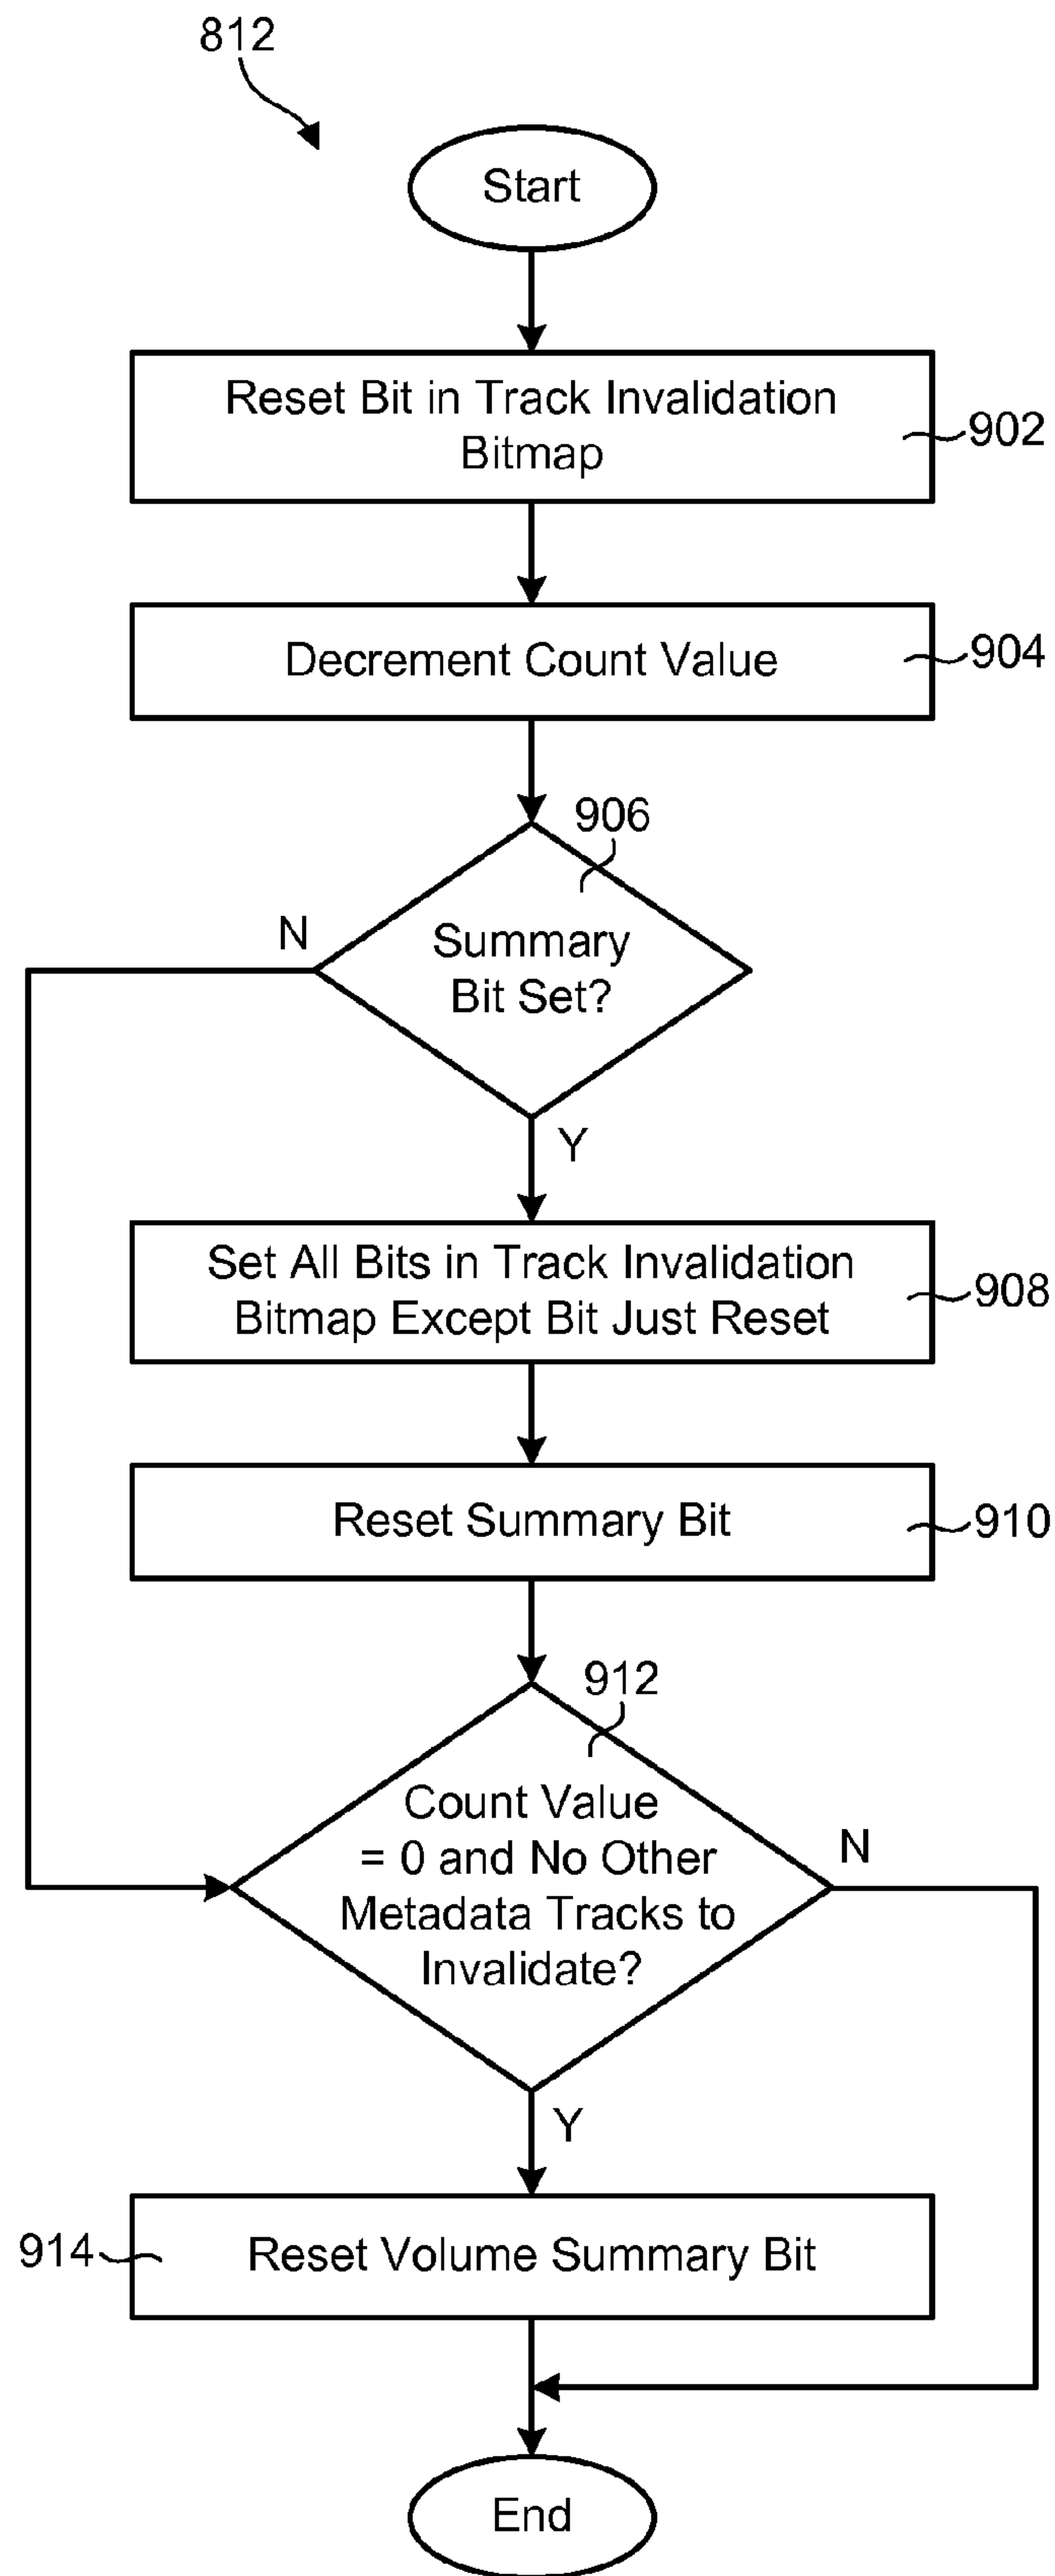 812
Start
Reset Bit in Track Invalidation
Bitmap
902
Decrement Count Value
904
906
N
Summary
Bit Set?
Y
Set All Bits in Track Invalidation
Bitmap Except Bit Just Reset
908
Reset Summary Bit
910
912
Count Value
= 0 and No Other
Metadata Tracks to
Invalidate?
N
Y
914
Reset Volume Summary Bit
End